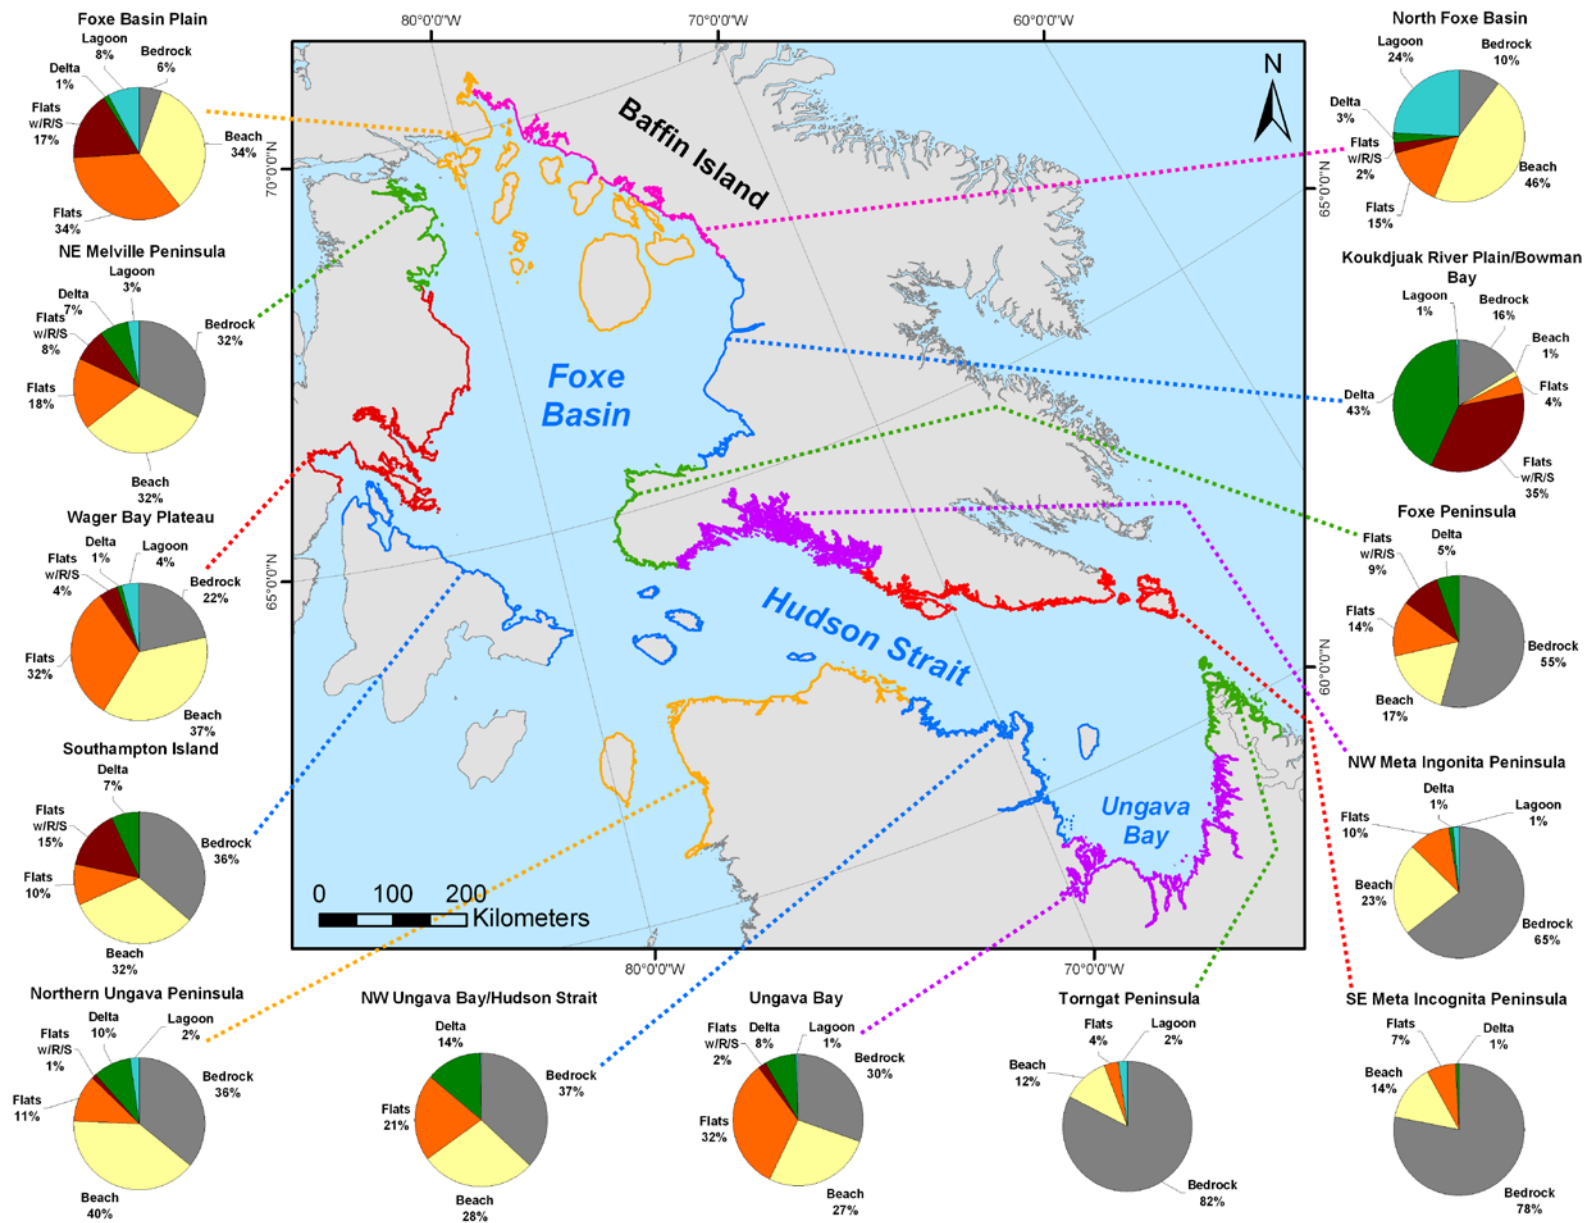 80°0'0"W
70°0'0"W
60°0'0"W
Foxe Basin Plain
Lagoon
8%
Bedrock
6%
Delta
1%
Flats
w/R/S
17%
Beach
34%
Flats
34%
North Foxe Basin
Lagoon
24%
Bedrock
10%
Delta
3%
Flats
w/R/S
2%
Flats
15%
Beach
46%
N
Baffin Island
70°0'0"N
65°0'0"N
NE Melville Peninsula
Lagoon
3%
Delta
7%
Flats
w/R/S
8%
Bedrock
32%
Flats
18%
Beach
32%
Koukdjuak River Plain/Bowman
Bay
Lagoon
1%
Bedrock
16%
Beach
1%
Flats
4%
Delta
43%
Flats
w/R/S
35%
Foxe
Basin
Wager Bay Plateau
Delta
1%
Lagoon
4%
Flats
w/R/S
4%
Bedrock
22%
Flats
32%
Beach
37%
65°0'0"N
Foxe Peninsula
Flats
w/R/S
9%
Delta
5%
Flats
14%
Bedrock
55%
Beach
17%
Hudson Strait
60°0'0"N
Southampton Island
Delta
7%
Flats
w/R/S
15%
Bedrock
36%
Flats
10%
Beach
32%
NW Meta Ingonita Peninsula
Delta
1%
Lagoon
1%
Flats
10%
Beach
23%
Bedrock
65%
Ungava
Bay
0 100 200
Kilometers
80°0'0"W
70°0'0"W
Northern Ungava Peninsula
Delta
10%
Lagoon
2%
Flats
w/R/S
1%
Bedrock
36%
Flats
11%
Beach
40%
NW Ungava Bay/Hudson Strait
Delta
14%
Bedrock
37%
Flats
21%
Beach
28%
Ungava Bay
Flats
w/R/S
2%
Delta
8%
Lagoon
1%
Bedrock
30%
Flats
32%
Beach
27%
Torngat Peninsula
Flats
4%
Lagoon
2%
Beach
12%
Bedrock
82%
SE Meta Incognita Peninsula
Flats
7%
Delta
1%
Beach
14%
Bedrock
78%